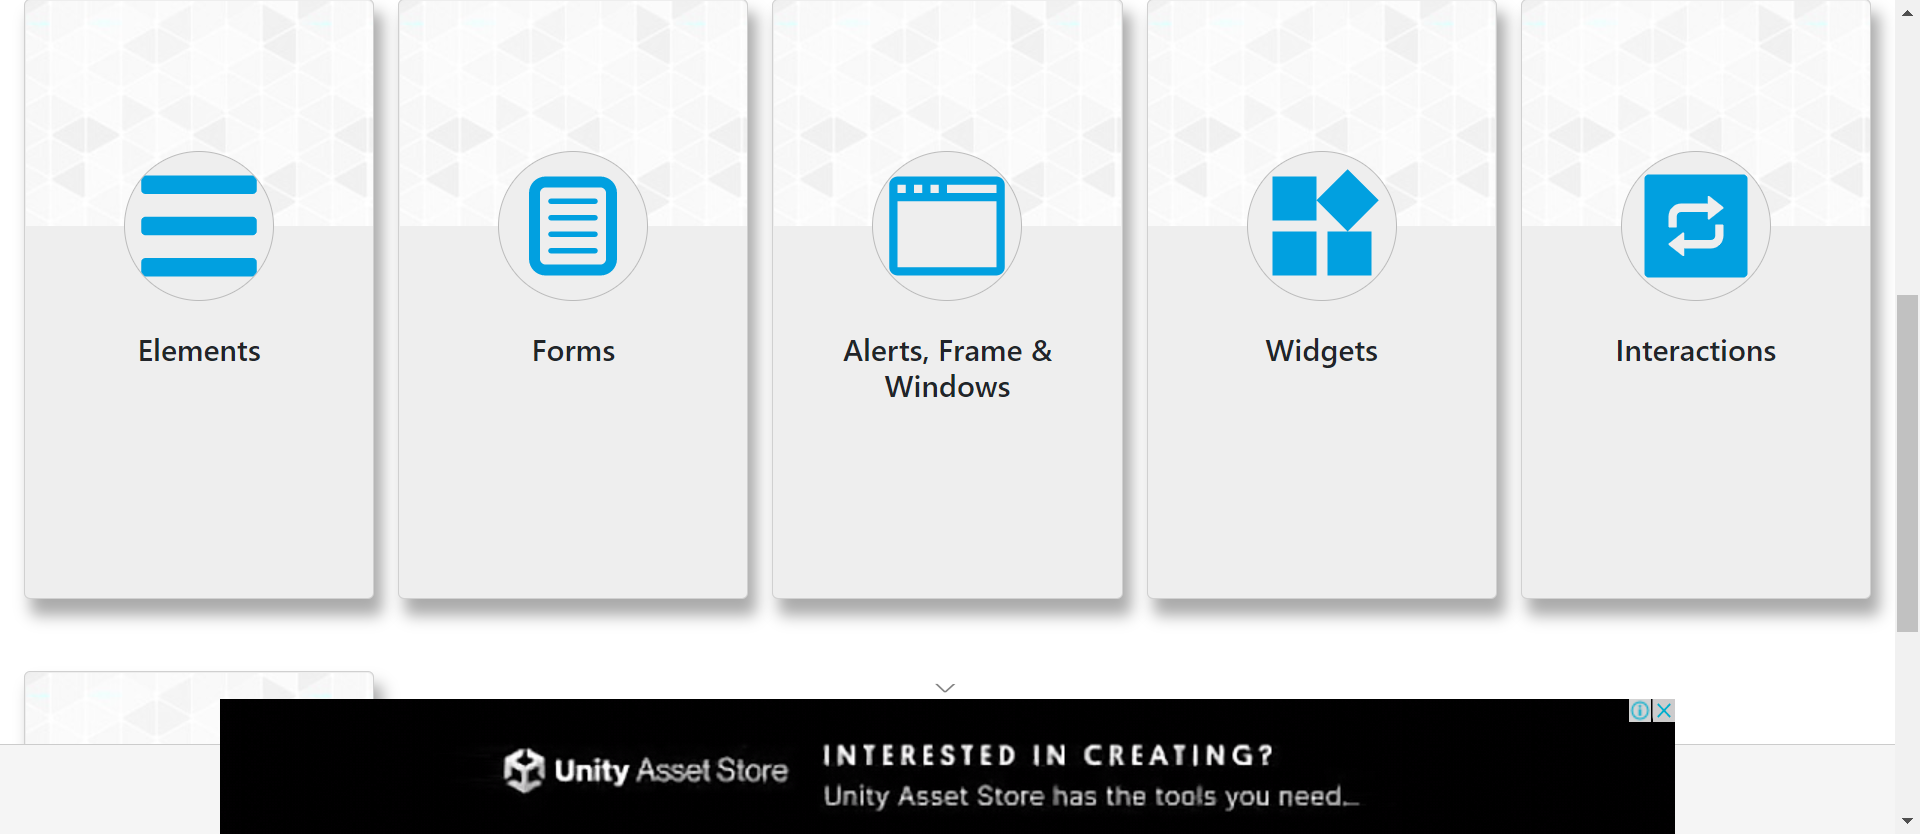 Elements
Forms
Alerts, Frame &
Windows
Widgets
Interactions
Unity Asset Store
INTERESTED IN CREATING?
Unity Asset Store has the tools you need...